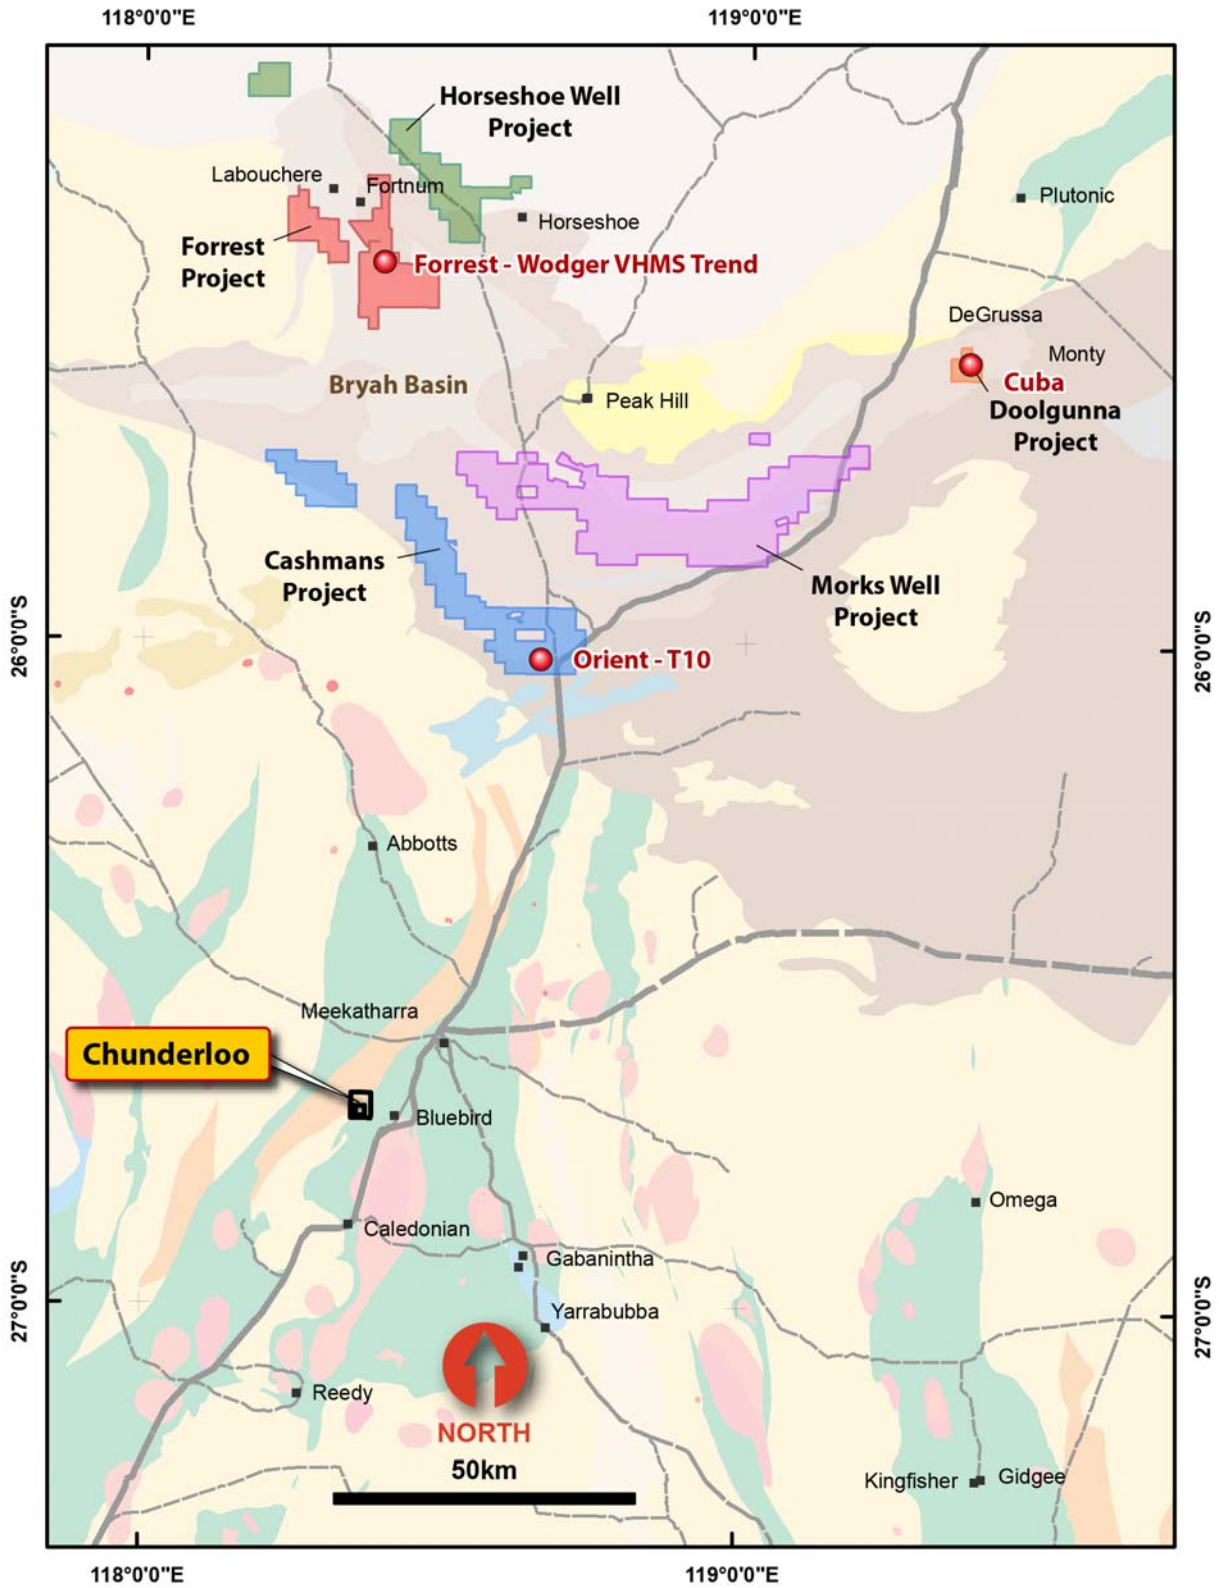 118°0'0"E
119°0'0"E
Horseshoe Well
Project
Labouchere
Fortnum
Plutonic
Horseshoe
Forrest
Project
Forrest - Wodger VHMS Trend
DeGrussa
Monty
Cuba
Bryah Basin
Peak Hill
Doolgunna
Project
Cashmans
Project
Morks Well
Project
26°0'0"S
26°0'0"S
Orient - T10
Abbotts
Meekatharra
Chunderloo
Bluebird
Omega
Caledonian
Gabanintha
27°0'0"S
27°0'0"S
Yarrabubba
Reedy
NORTH
50km
Kingfisher
Gidgee
118°0'0"E
119°0'0"E